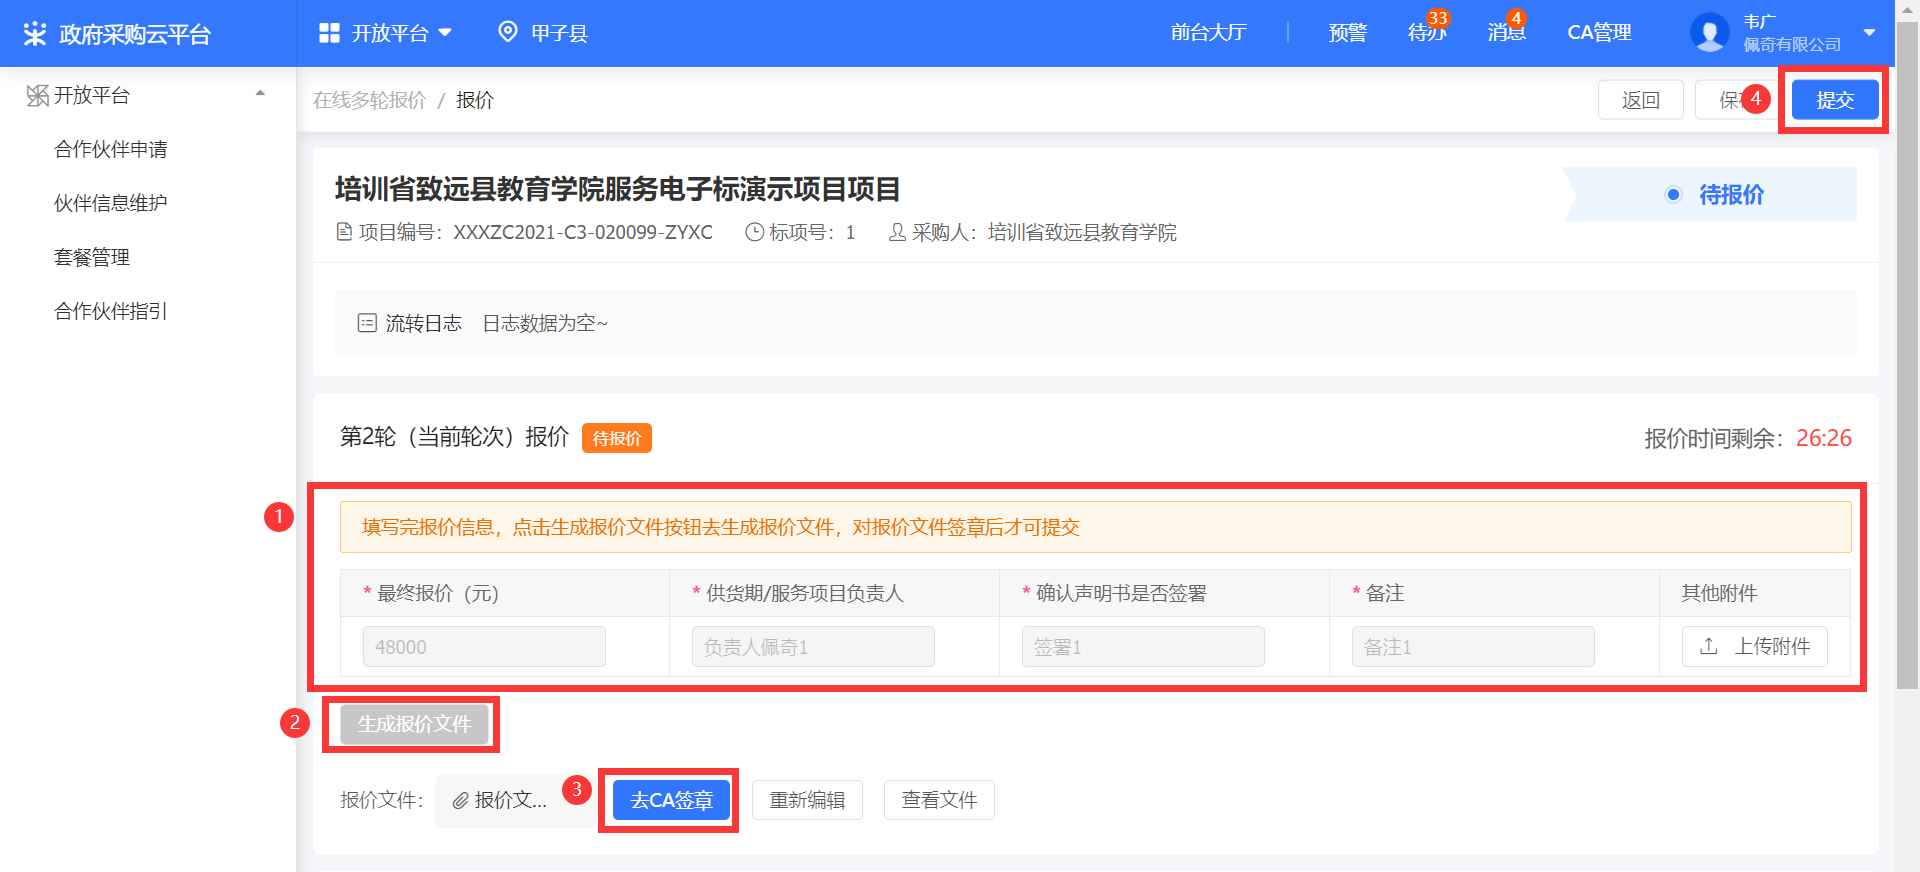 政府采购云平台
开放平台
甲子县
前台大厅
预警
待办
33
消息
4
CA管理
韦广
佩奇有限公司
开放平台
合作伙伴申请
伙伴信息维护
套餐管理
合作伙伴指引
在线多轮报价 / 报价
返回
4
提交
培训省致远县教育学院服务电子标演示项目项目
待报价
项目编号：XXXZC2021-C3-020099-ZYXC 标项号：1 采购人：培训省致远县教育学院
流转日志 日志数据为空~
第2轮（当前轮次）报价 待报价
报价时间剩余：26:26
1
填写完报价信息，点击生成报价文件按钮去生成报价文件，对报价文件签章后才可提交
* 最终报价（元） * 供货期/服务项目负责人 * 确认声明书是否签署 * 备注 其他附件
48000 负责人佩奇1 签署1 备注1 上传附件
2
生成报价文件
报价文件： 报价文... 3 去CA签章 重新编辑 查看文件